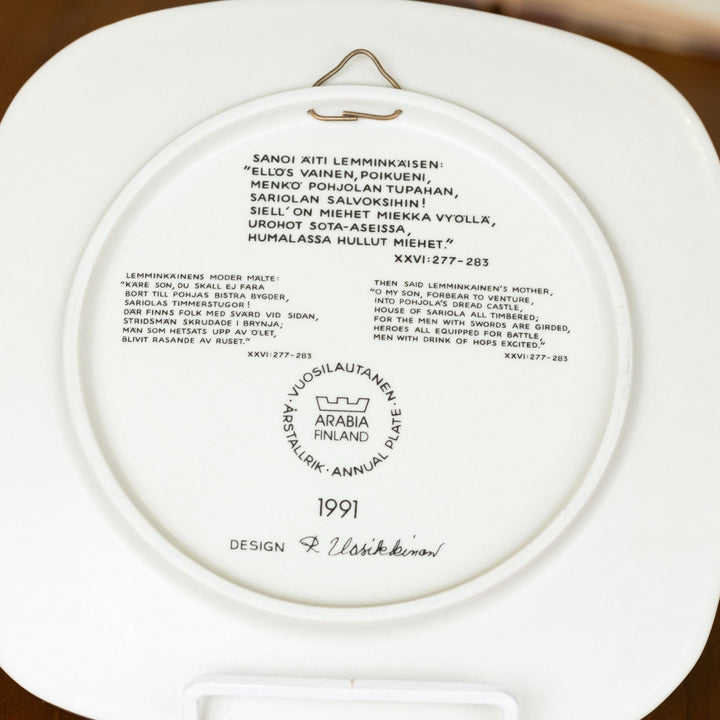 SANOI ÄITI LEMMINKÄISEN:
"ELLÖS VAINEN, POIKUENI,
MENKÖ POHJOLAN TUPAHAN,
SARIOLAN SALVOKSIHIN!
SIELL' ON MIEHET MIEKKA VYÖLLÄ,
UROHOT SOTA-ASEISSA,
HUMALASSA HULLUT MIEHET."
XXVI:277-283
LEMMINKÄINENS MODER MÄLTE:
"KÄRE SON, DU SKALL EJ FARA
BORT TILL POHJAS BISTRA BYGDER,
SARIOLAS TIMMERSTUGOR!
DÄR FINNS FOLK MED SVÄRD VID SIDAN,
STRIDSMÄN SKRUDADE I BRYNJA;
MÄN SOM HETSATS UPP AV ÖLET,
BLIVIT RASANDE AV RUSET."
XXVI:277-283
THEN SAID LEMMINKAINEN'S MOTHER,
"O MY SON, FORBEAR TO VENTURE,
INTO POHJOLA'S DREAD CASTLE,
HOUSE OF SARIOLA ALL TIMBERED;
FOR THE MEN WITH SWORDS ARE GIRDED,
HEROES ALL EQUIPPED FOR BATTLE,
MEN WITH DRINK OF HOPS EXCITED."
XXVI:277-283
· VUOSILAUTANEN ·
ÅRSTALLRIK · ANNUAL PLATE
ARABIA
FINLAND
1991
DESIGN R Uosikkinen